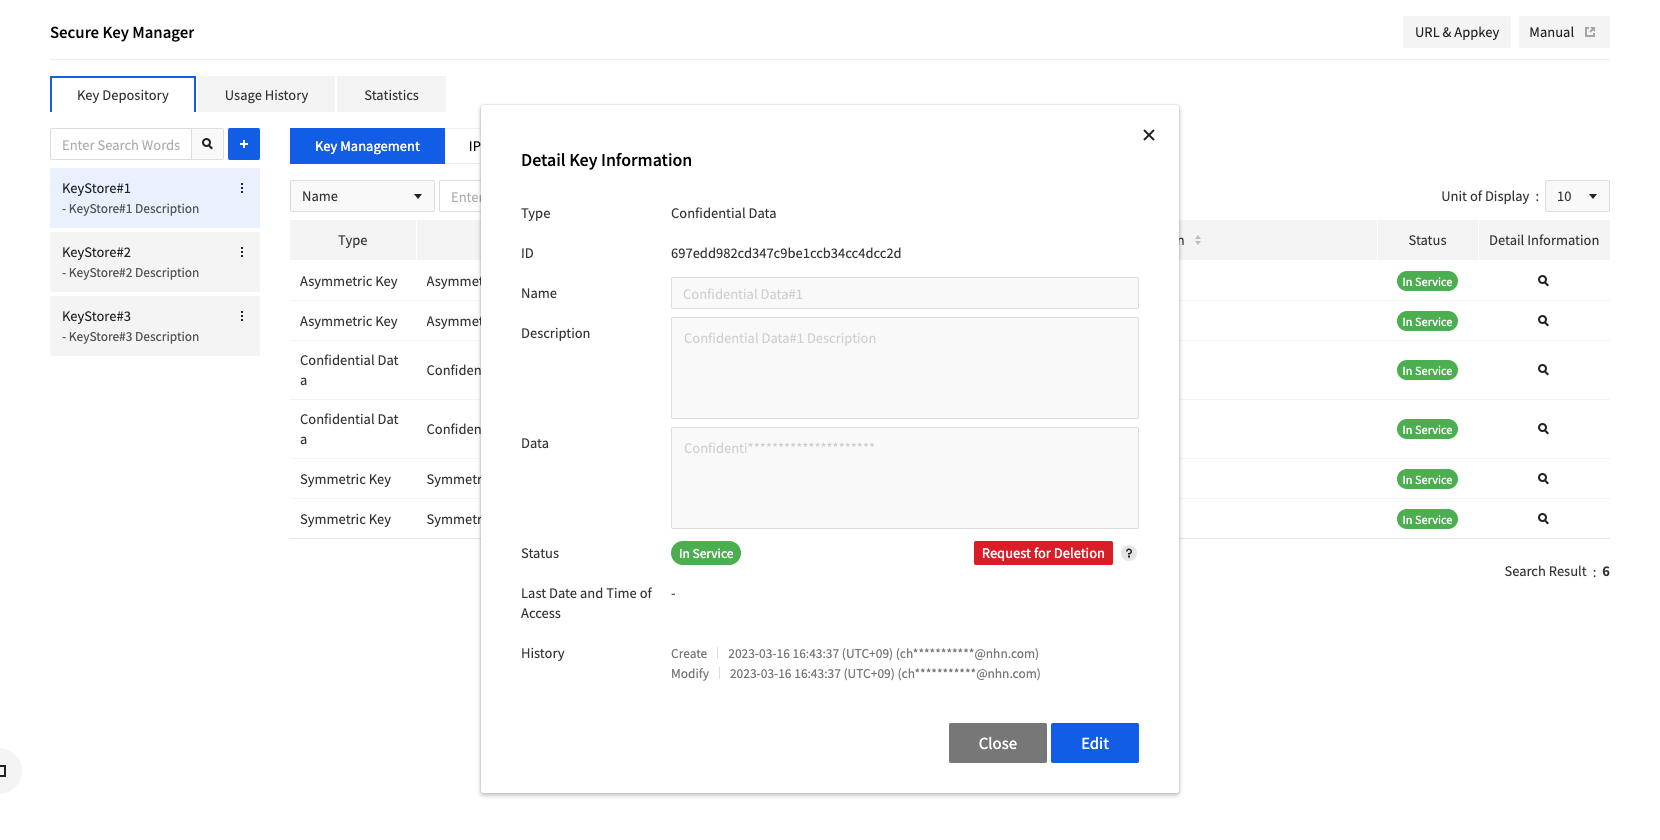 Secure Key Manager
URL & Appkey
Manual
Key Depository
Usage History
Statistics
Enter Search Words
+
KeyStore#1
- KeyStore#1 Description
KeyStore#2
- KeyStore#2 Description
KeyStore#3
- KeyStore#3 Description
Key Management
IP
Name
Enter
Unit of Display : 10
Type
n
Status
Detail Information
Asymmetric Key
Asymmet
In Service
Asymmetric Key
Asymmet
In Service
Confidential Dat
a
Confiden
In Service
Confidential Dat
a
Confiden
In Service
Symmetric Key
Symmetr
In Service
Symmetric Key
Symmetr
In Service
Search Result : 6
Detail Key Information
Type
Confidential Data
ID
697edd982cd347c9be1ccb34cc4dcc2d
Name
Confidential Data#1
Description
Confidential Data#1 Description
Data
Confidenti*********************
Status
In Service
Request for Deletion
?
Last Date and Time of
Access
-
History
Create
2023-03-16 16:43:37 (UTC+09) (ch***********@nhn.com)
Modify
2023-03-16 16:43:37 (UTC+09) (ch***********@nhn.com)
Close
Edit